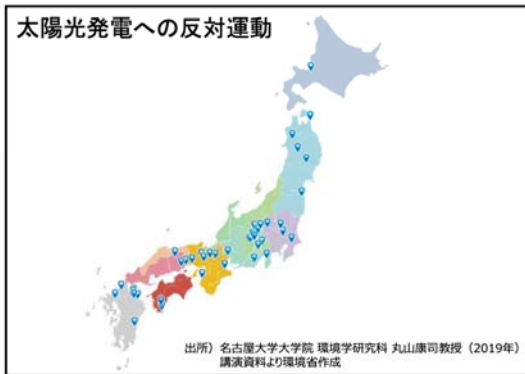 太陽光発電への反対運動
出所）名古屋大学大学院 環境学研究科 丸山康司教授（2019年）
講演資料より環境省作成